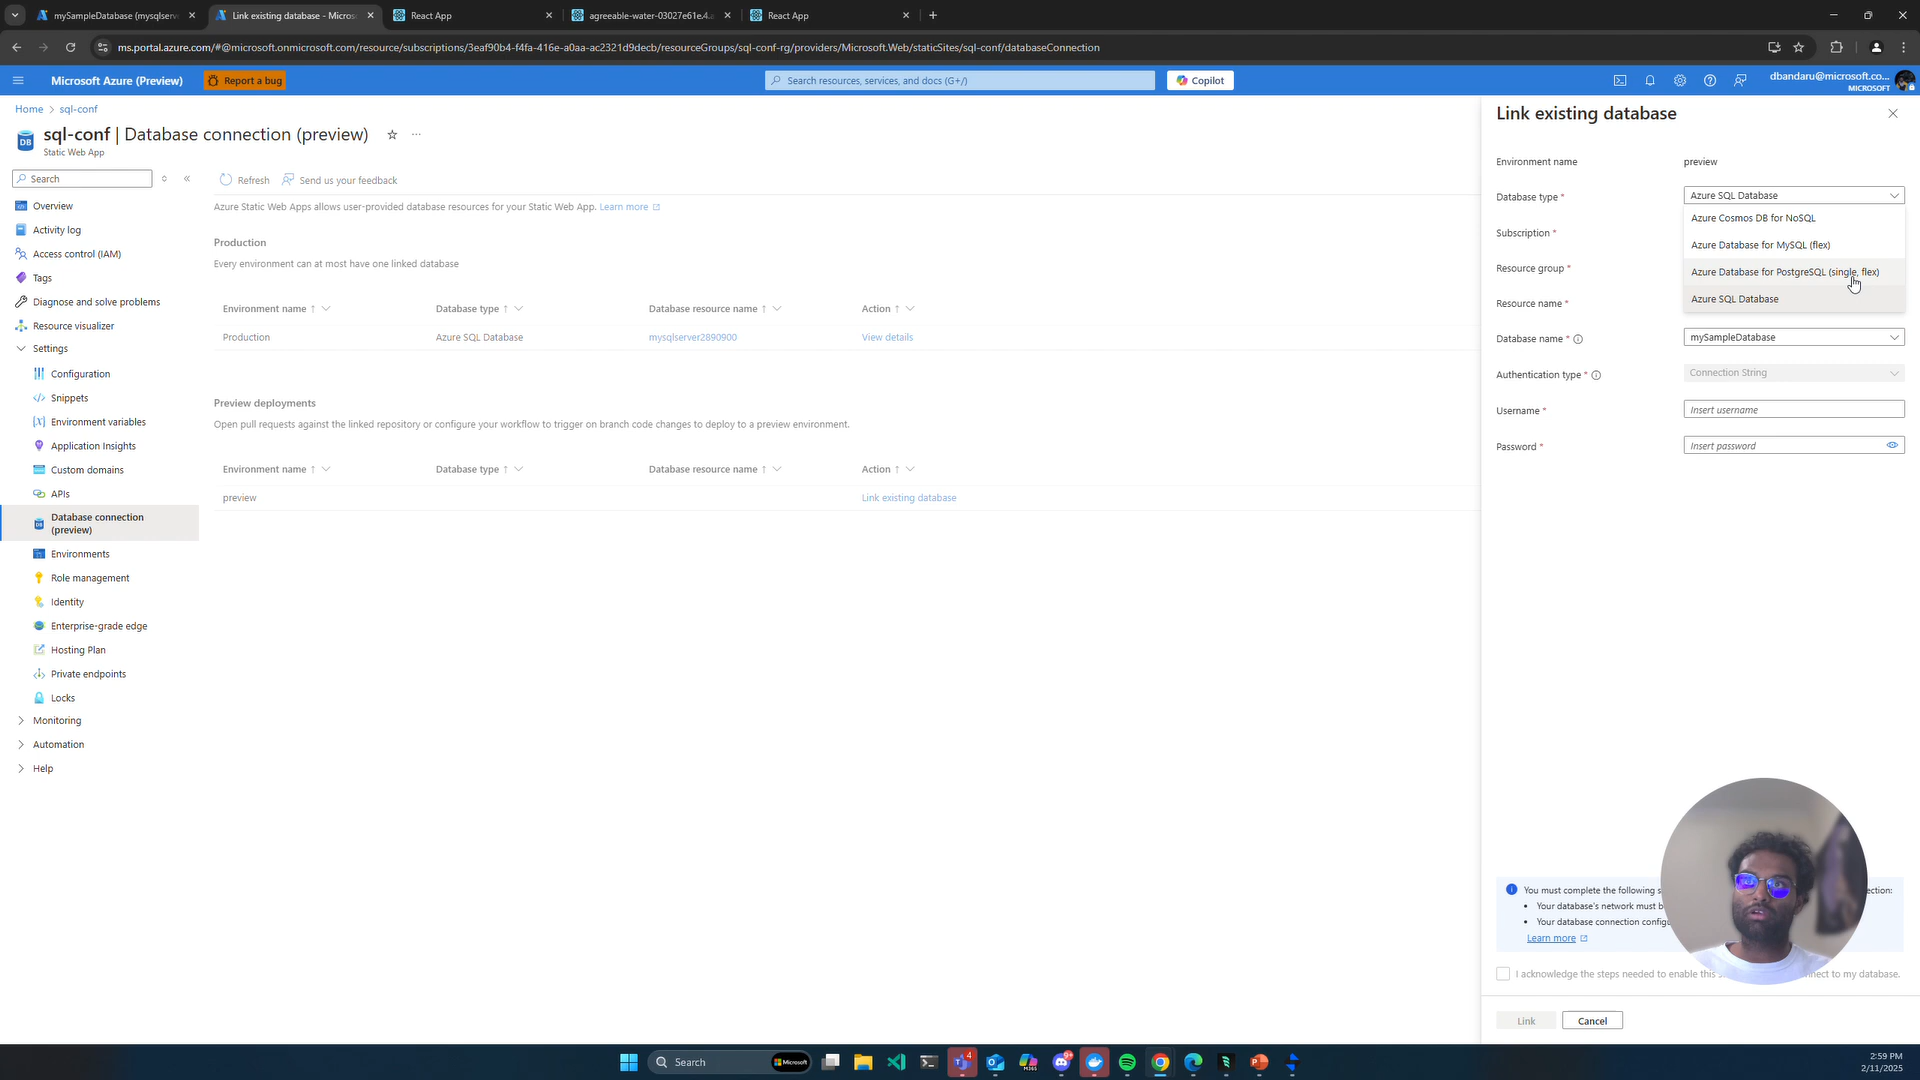 mySampleDatabase (mysqlserv
Link existing database - Micros
React App
agreeable-water-03027e61e.4.a
React App
ms.portal.azure.com/#@microsoft.onmicrosoft.com/resource/subscriptions/3eaf90b4-f4fa-416e-a0aa-ac2321d9decb/resourceGroups/sql-conf-rg/providers/Microsoft.Web/staticSites/sql-conf/databaseConnection
Microsoft Azure (Preview)
Report a bug
Search resources, services, and docs (G+/)
Copilot
dbandaru@microsoft.co...
MICROSOFT
Home > sql-conf
sql-conf | Database connection (preview)
Static Web App
Search
Overview
Activity log
Access control (IAM)
Tags
Diagnose and solve problems
Resource visualizer
Settings
Configuration
Snippets
Environment variables
Application Insights
Custom domains
APIs
Database connection
(preview)
Environments
Role management
Identity
Enterprise-grade edge
Hosting Plan
Private endpoints
Locks
Monitoring
Automation
Help
Refresh
Send us your feedback
Azure Static Web Apps allows user-provided database resources for your Static Web App. Learn more
Production
Every environment can at most have one linked database
Environment name ↑ Database type ↑ Database resource name ↑ Action ↑
Production Azure SQL Database mysqlserver2890900 View details
Preview deployments
Open pull requests against the linked repository or configure your workflow to trigger on branch code changes to deploy to a preview environment.
Environment name ↑ Database type ↑ Database resource name ↑ Action ↑
preview Link existing database
Link existing database
Environment name preview
Database type * Azure SQL Database
Azure Cosmos DB for NoSQL
Subscription *
Azure Database for MySQL (flex)
Resource group *
Azure Database for PostgreSQL (single, flex)
Resource name *
Azure SQL Database
Database name * mySampleDatabase
Authentication type * Connection String
Username * Insert username
Password * Insert password
You must complete the following s ection:
• Your database's network must b
• Your database connection config
Learn more
I acknowledge the steps needed to enable this nnect to my database.
Link
Cancel
Search
Microsoft
4
9+
2:59 PM
2/11/2025